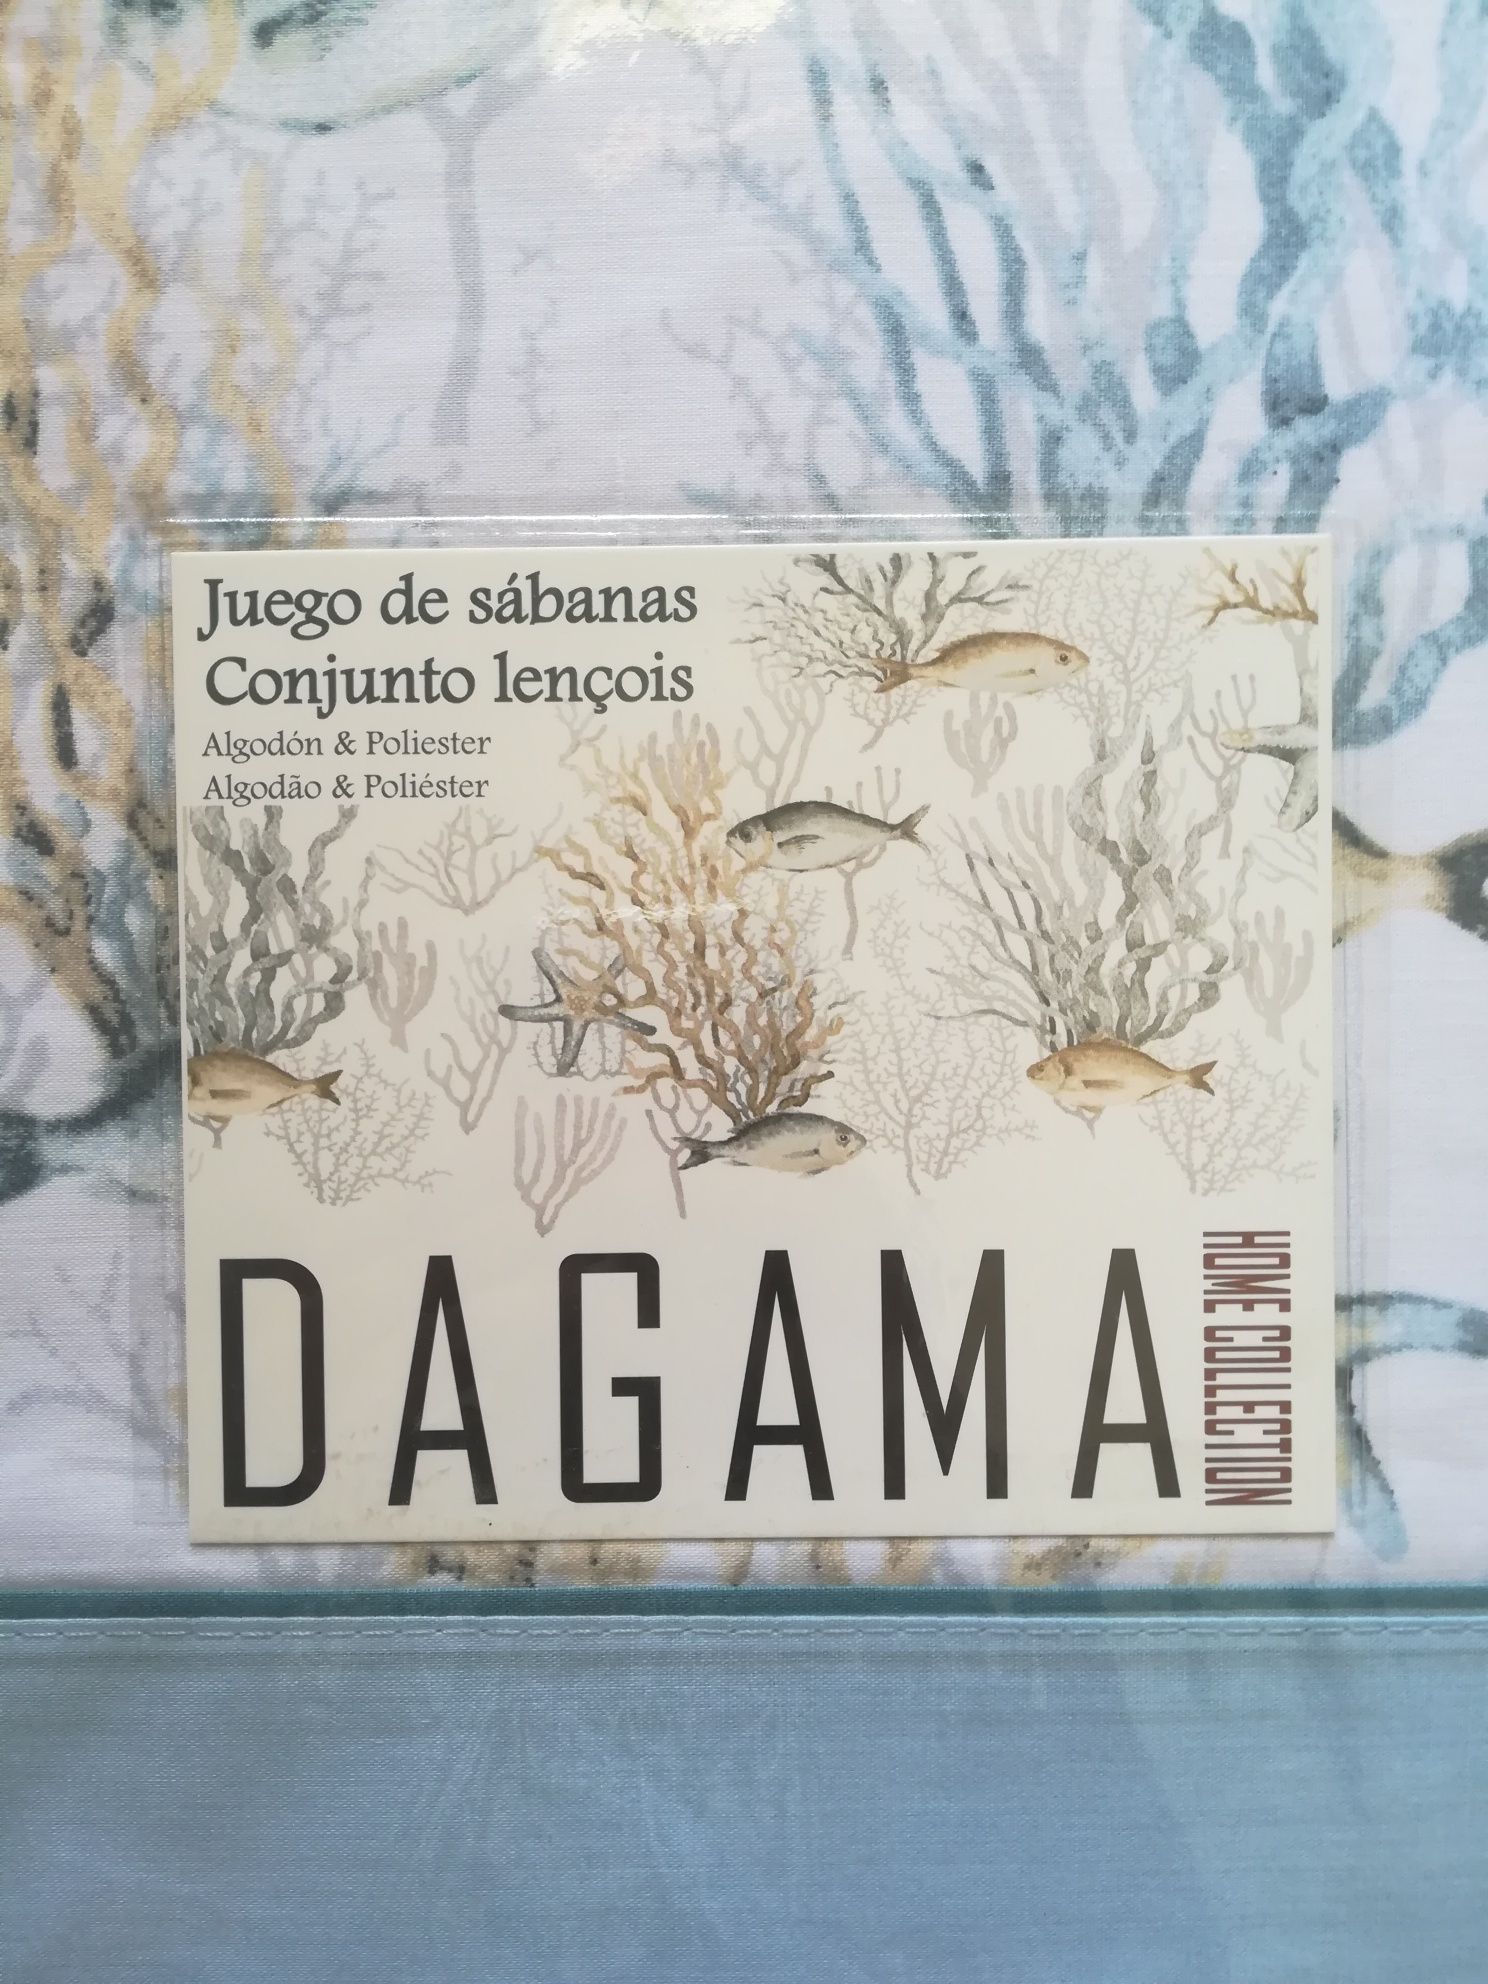 Juego de sábanas
Conjunto lençois
Algodón & Poliester
Algodão & Poliéster
DAGAMA
HOME COLLECTION